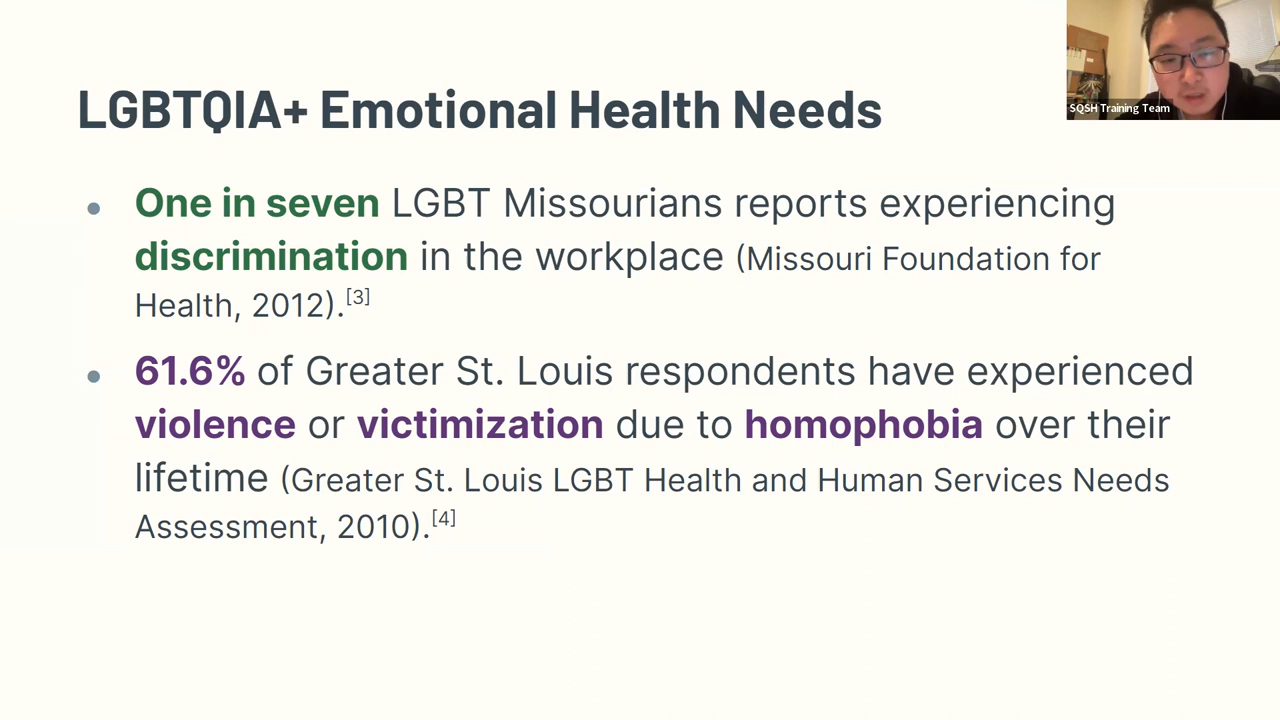 SQSH Training Team
LGBTQIA+ Emotional Health Needs
• One in seven LGBT Missourians reports experiencing
discrimination in the workplace (Missouri Foundation for
Health, 2012).[3]
• 61.6% of Greater St. Louis respondents have experienced
violence or victimization due to homophobia over their
lifetime (Greater St. Louis LGBT Health and Human Services Needs
Assessment, 2010).[4]